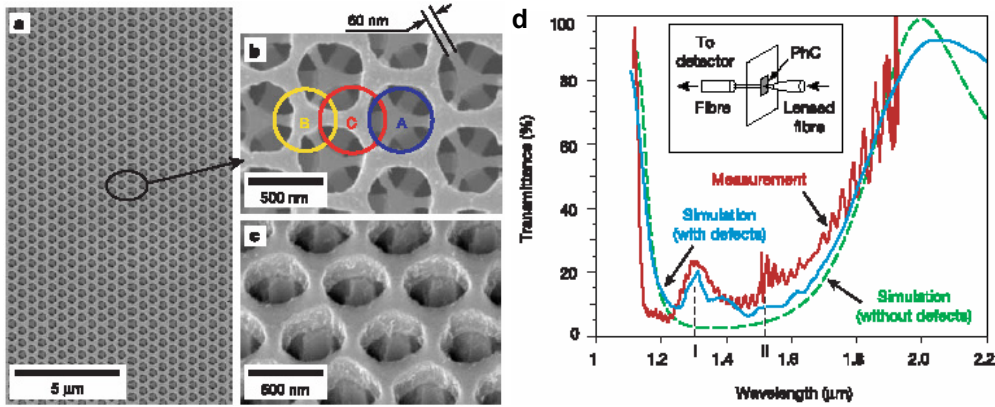 a
5 µm
60 nm
b
B
C
A
500 nm
c
600 nm
d
To
detector
PhC
Fibre
Lensed
fibre
Measurement
Simulation
(with defects)
Simulation
(without defects)
Transmittance (%)
100
80
60
40
20
0
1
1.2
1.4
1.6
1.8
2.0
2.2
I
II
Wavelength (µm)